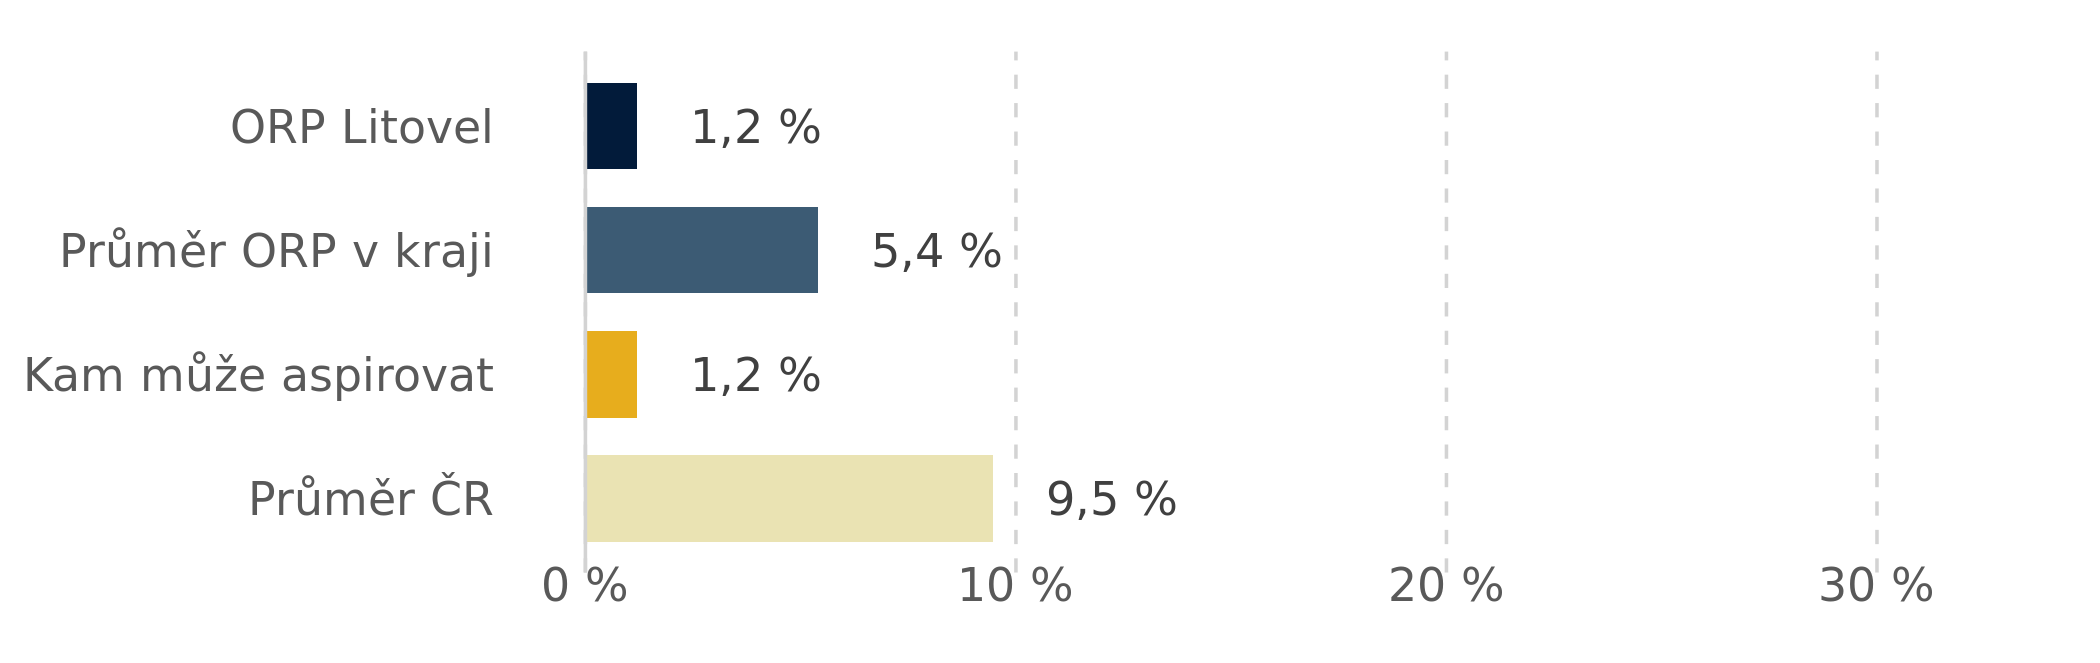 ORP Litovel 1,2 %
Průměr ORP v kraji 5,4 %
Kam může aspirovat 1,2 %
Průměr ČR 9,5 %
0 % 10 % 20 % 30 %